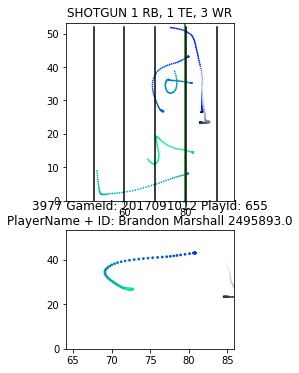 SHOTGUN 1 RB, 1 TE, 3 WR
50
40
30
20
10
0
60
80
3977 GameId: 2017091012 PlayId: 655
PlayerName + ID: Brandon Marshall 2495893.0
40
20
0
65 70 75 80 85